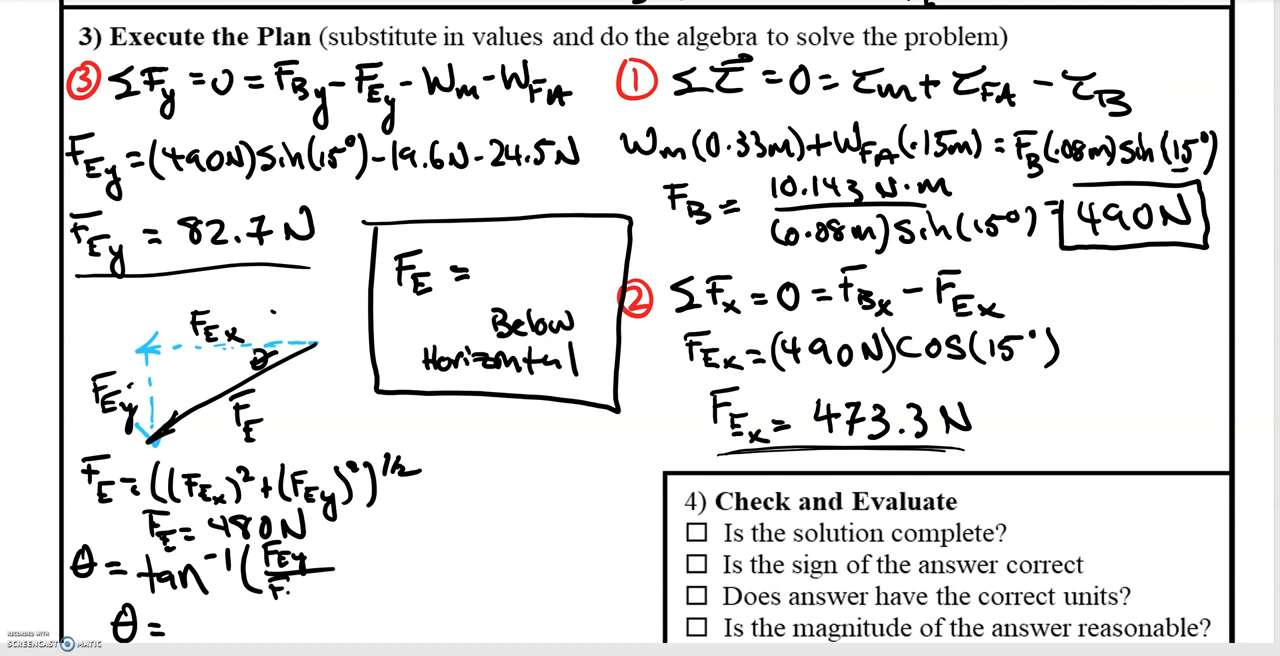 3) Execute the Plan (substitute in values and do the algebra to solve the problem)
③ ΣFy = 0 = FBy - FEy - Wm - WFA
FEy = (490N) sin(15°) - 19.6N - 24.5N
FEy = 82.7 N
FEx
θ
FEy
FE
FE = ((FEx)² + (FEy)²)^1/2
FE = 480N
θ = tan⁻¹(FEy/F
θ =
FE =
Below
Horizontal
① Στ = 0 = τm + τFA - τB
Wm(0.33m) + WFA(.15m) = FB(.08m) sin(15°)
FB = 10.143 N·m / (0.08m) sin(15°) = 490N
② ΣFx = 0 = FBx - FEx
FEx = (490N) cos(15°)
FEx = 473.3 N
4) Check and Evaluate
☐ Is the solution complete?
☐ Is the sign of the answer correct
☐ Does answer have the correct units?
☐ Is the magnitude of the answer reasonable?
RECORDED WITH
SCREENCAST MATIC